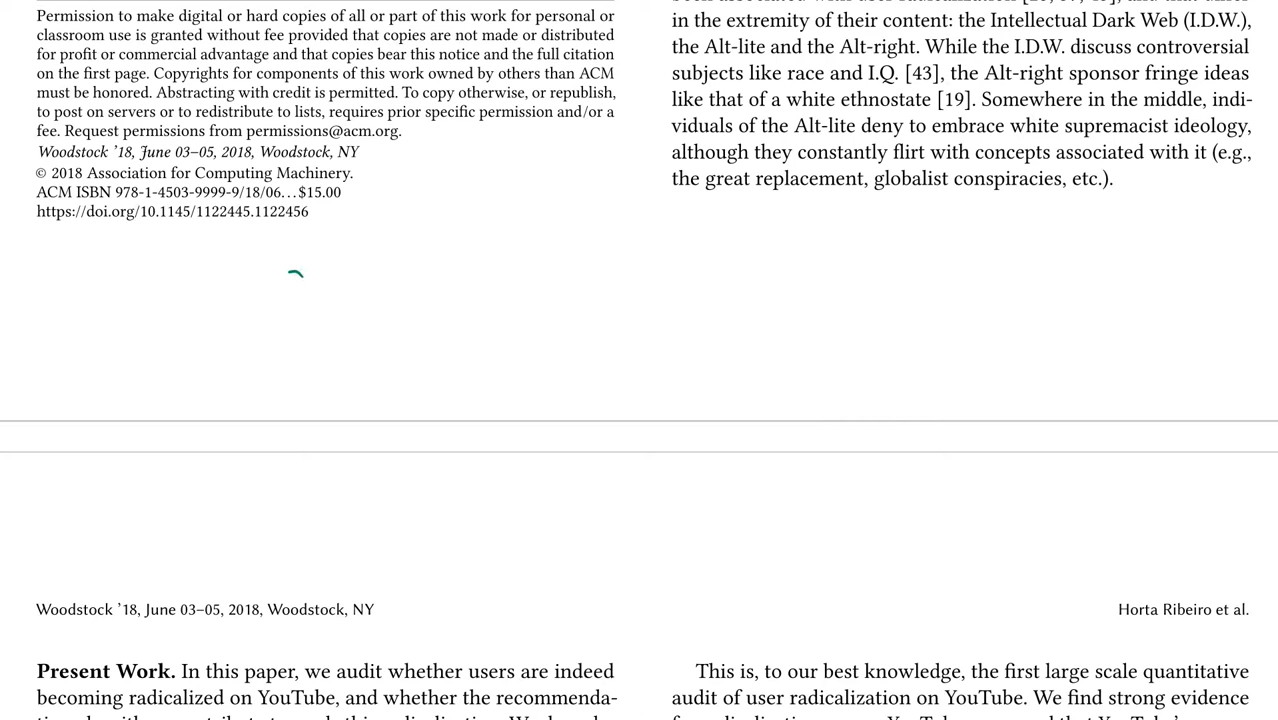 Permission to make digital or hard copies of all or part of this work for personal or
classroom use is granted without fee provided that copies are not made or distributed
for profit or commercial advantage and that copies bear this notice and the full citation
on the first page. Copyrights for components of this work owned by others than ACM
must be honored. Abstracting with credit is permitted. To copy otherwise, or republish,
to post on servers or to redistribute to lists, requires prior specific permission and/or a
fee. Request permissions from permissions@acm.org.
Woodstock ’18, June 03–05, 2018, Woodstock, NY
© 2018 Association for Computing Machinery.
ACM ISBN 978-1-4503-9999-9/18/06...$15.00
https://doi.org/10.1145/1122445.1122456
in the extremity of their content: the Intellectual Dark Web (I.D.W.),
the Alt-lite and the Alt-right. While the I.D.W. discuss controversial
subjects like race and I.Q. [43], the Alt-right sponsor fringe ideas
like that of a white ethnostate [19]. Somewhere in the middle, indi-
viduals of the Alt-lite deny to embrace white supremacist ideology,
although they constantly flirt with concepts associated with it (e.g.,
the great replacement, globalist conspiracies, etc.).
Woodstock ’18, June 03–05, 2018, Woodstock, NY
Horta Ribeiro et al.
Present Work. In this paper, we audit whether users are indeed
becoming radicalized on YouTube, and whether the recommenda-
This is, to our best knowledge, the first large scale quantitative
audit of user radicalization on YouTube. We find strong evidence